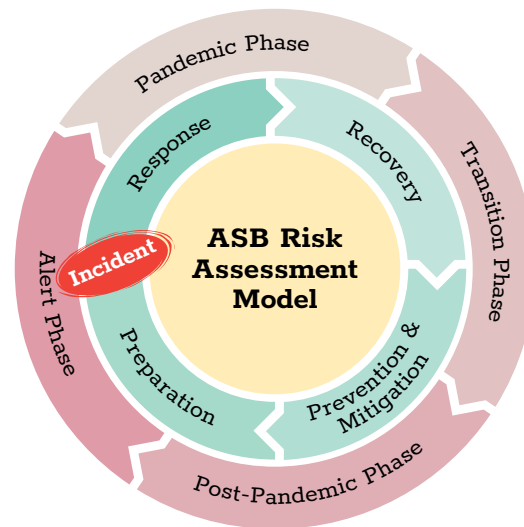 Pandemic Phase
Response
Recovery
Transition Phase
ASB Risk
Assessment
Model
Incident
Alert Phase
Preparation
Prevention &
Mitigation
Post-Pandemic Phase